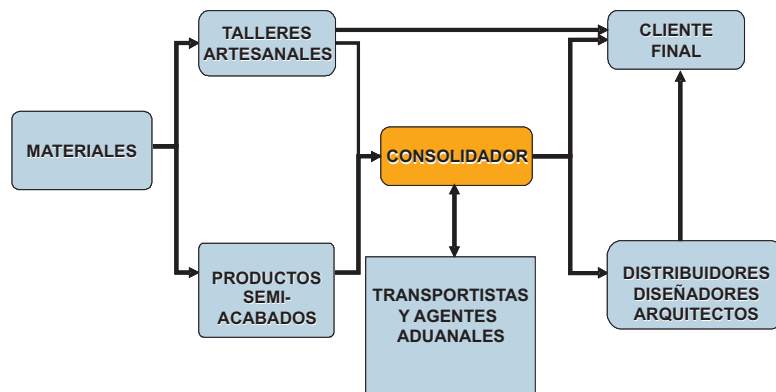 TALLERES
ARTESANALES
CLIENTE
FINAL
MATERIALES
CONSOLIDADOR
PRODUCTOS
SEMI-
ACABADOS
TRANSPORTISTAS
Y AGENTES
ADUANALES
DISTRIBUIDORES
DISEÑADORES
ARQUITECTOS